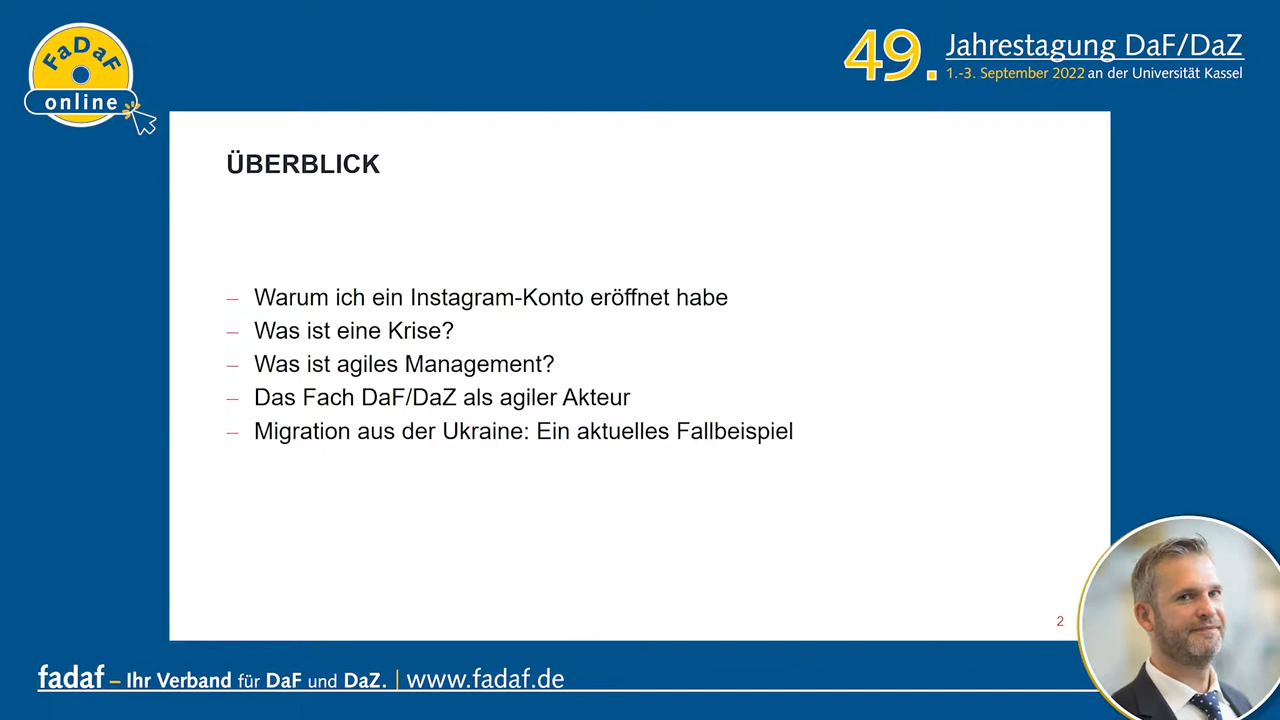 FaDaF
online
49. Jahrestagung DaF/DaZ
1.-3. September 2022 an der Universität Kassel
ÜBERBLICK
– Warum ich ein Instagram-Konto eröffnet habe
– Was ist eine Krise?
– Was ist agiles Management?
– Das Fach DaF/DaZ als agiler Akteur
– Migration aus der Ukraine: Ein aktuelles Fallbeispiel
2
fadaf – Ihr Verband für DaF und DaZ. | www.fadaf.de